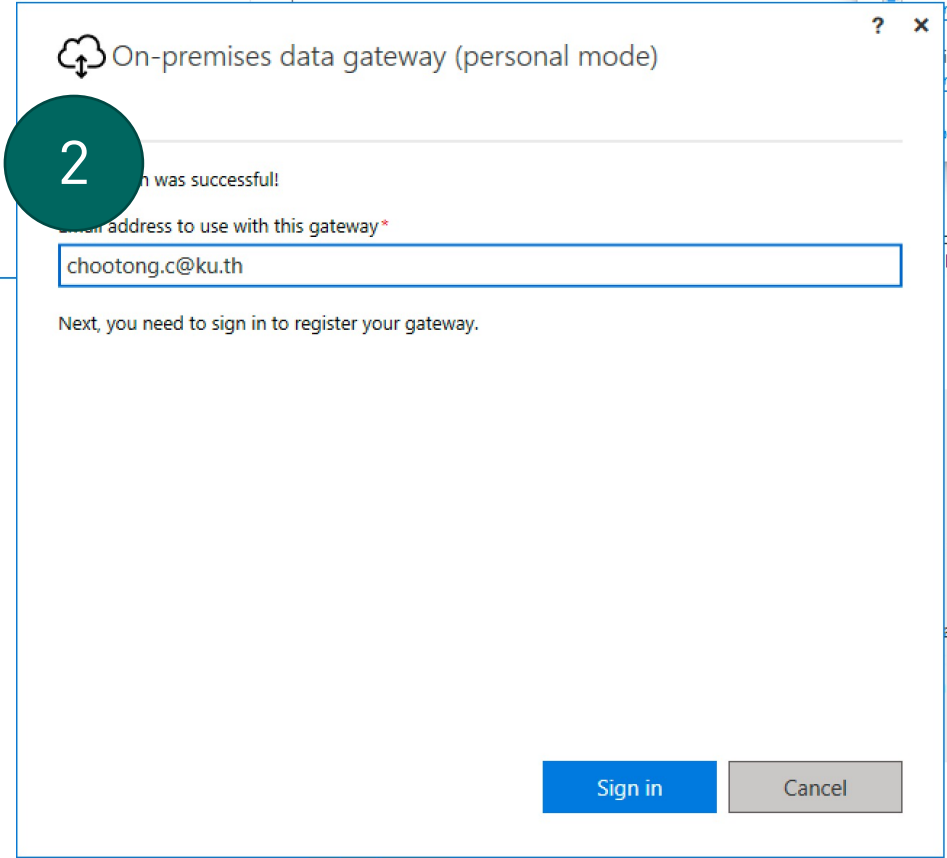 ? ×
On-premises data gateway (personal mode)
2
was successful!
address to use with this gateway*
chootong.c@ku.th
Next, you need to sign in to register your gateway.
Sign in
Cancel